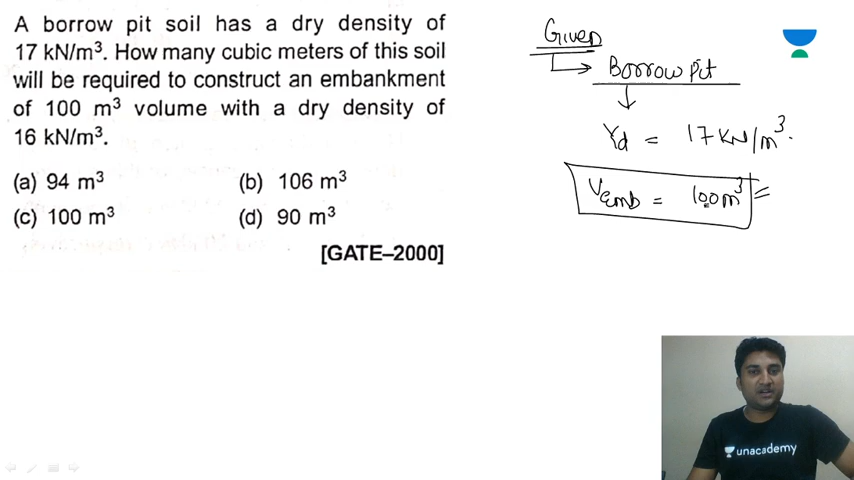 A borrow pit soil has a dry density of
17 kN/m³. How many cubic meters of this soil
will be required to construct an embankment
of 100 m³ volume with a dry density of
16 kN/m³.
(a) 94 m³ (b) 106 m³
(c) 100 m³ (d) 90 m³
[GATE–2000]
Given
Borrow Pit
γd = 17 kN/m³.
Vemb = 100 m³
unacademy